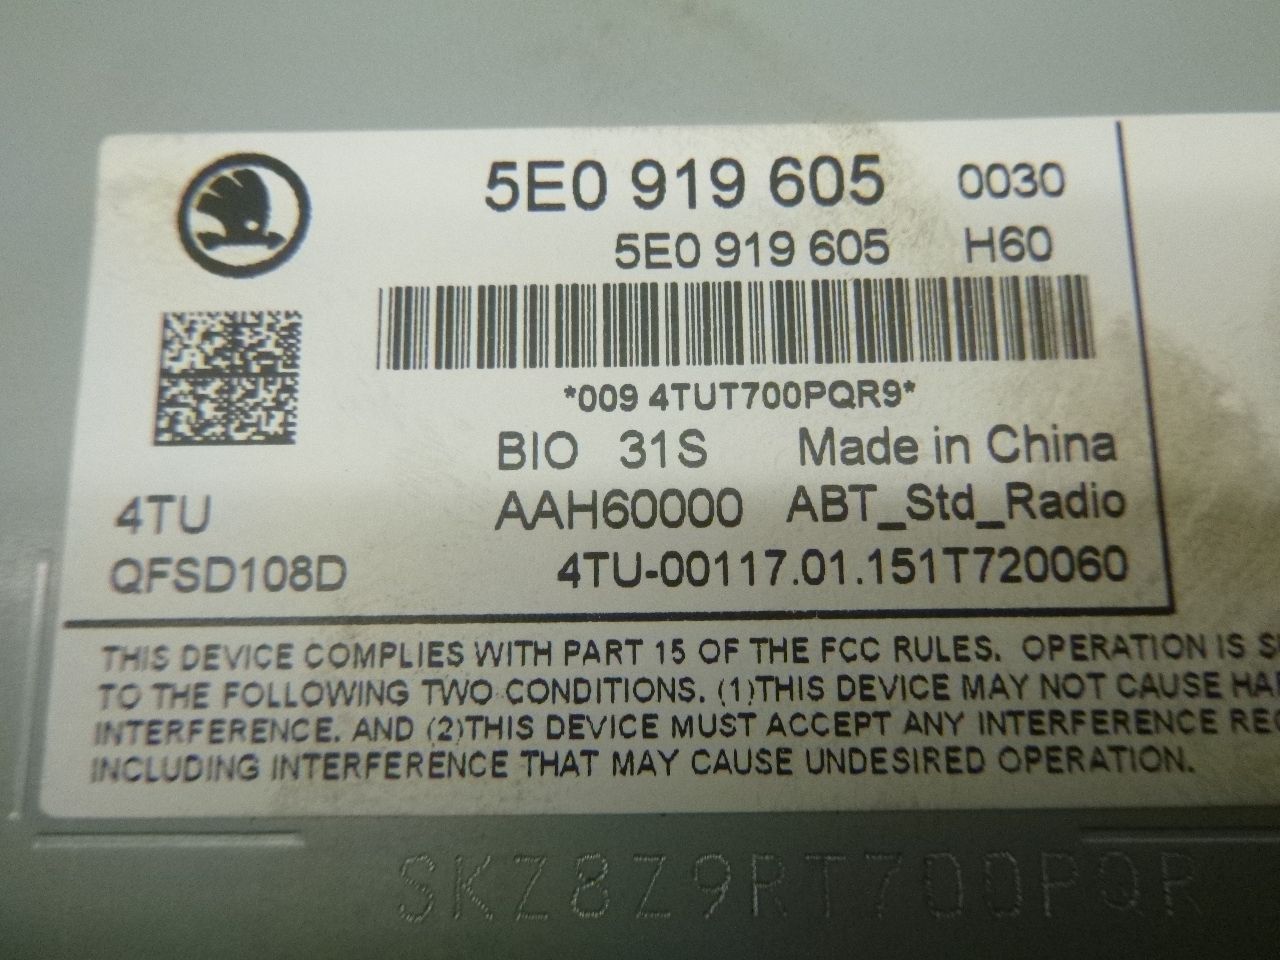 5E0 919 605 0030
5E0 919 605 H60
*009 4TUT700PQR9*
BIO 31S Made in China
4TU AAH60000 ABT_Std_Radio
QFSD108D 4TU-00117.01.151T720060
THIS DEVICE COMPLIES WITH PART 15 OF THE FCC RULES. OPERATION IS
TO THE FOLLOWING TWO CONDITIONS. (1)THIS DEVICE MAY NOT CAUSE
INTERFERENCE. AND (2)THIS DEVICE MUST ACCEPT ANY INTERFERENCE
INCLUDING INTERFERENCE THAT MAY CAUSE UNDESIRED OPERATION.
SKZ8Z9RT700PQR